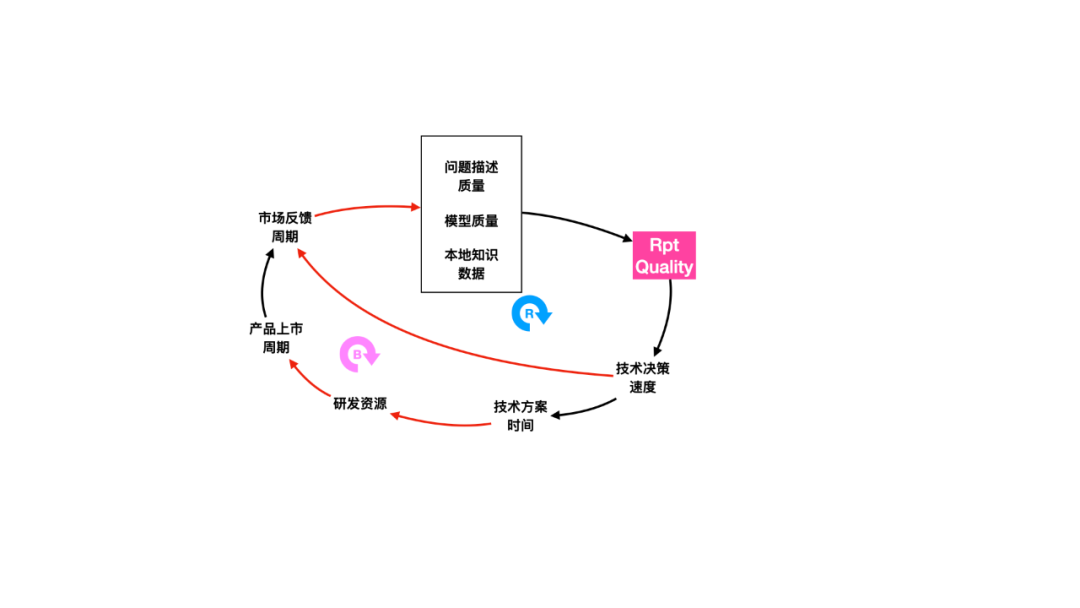 问题描述
质量
模型质量
本地知识
数据
市场反馈
周期
Rpt
Quality
R
产品上市
周期
B
技术决策
速度
研发资源
技术方案
时间